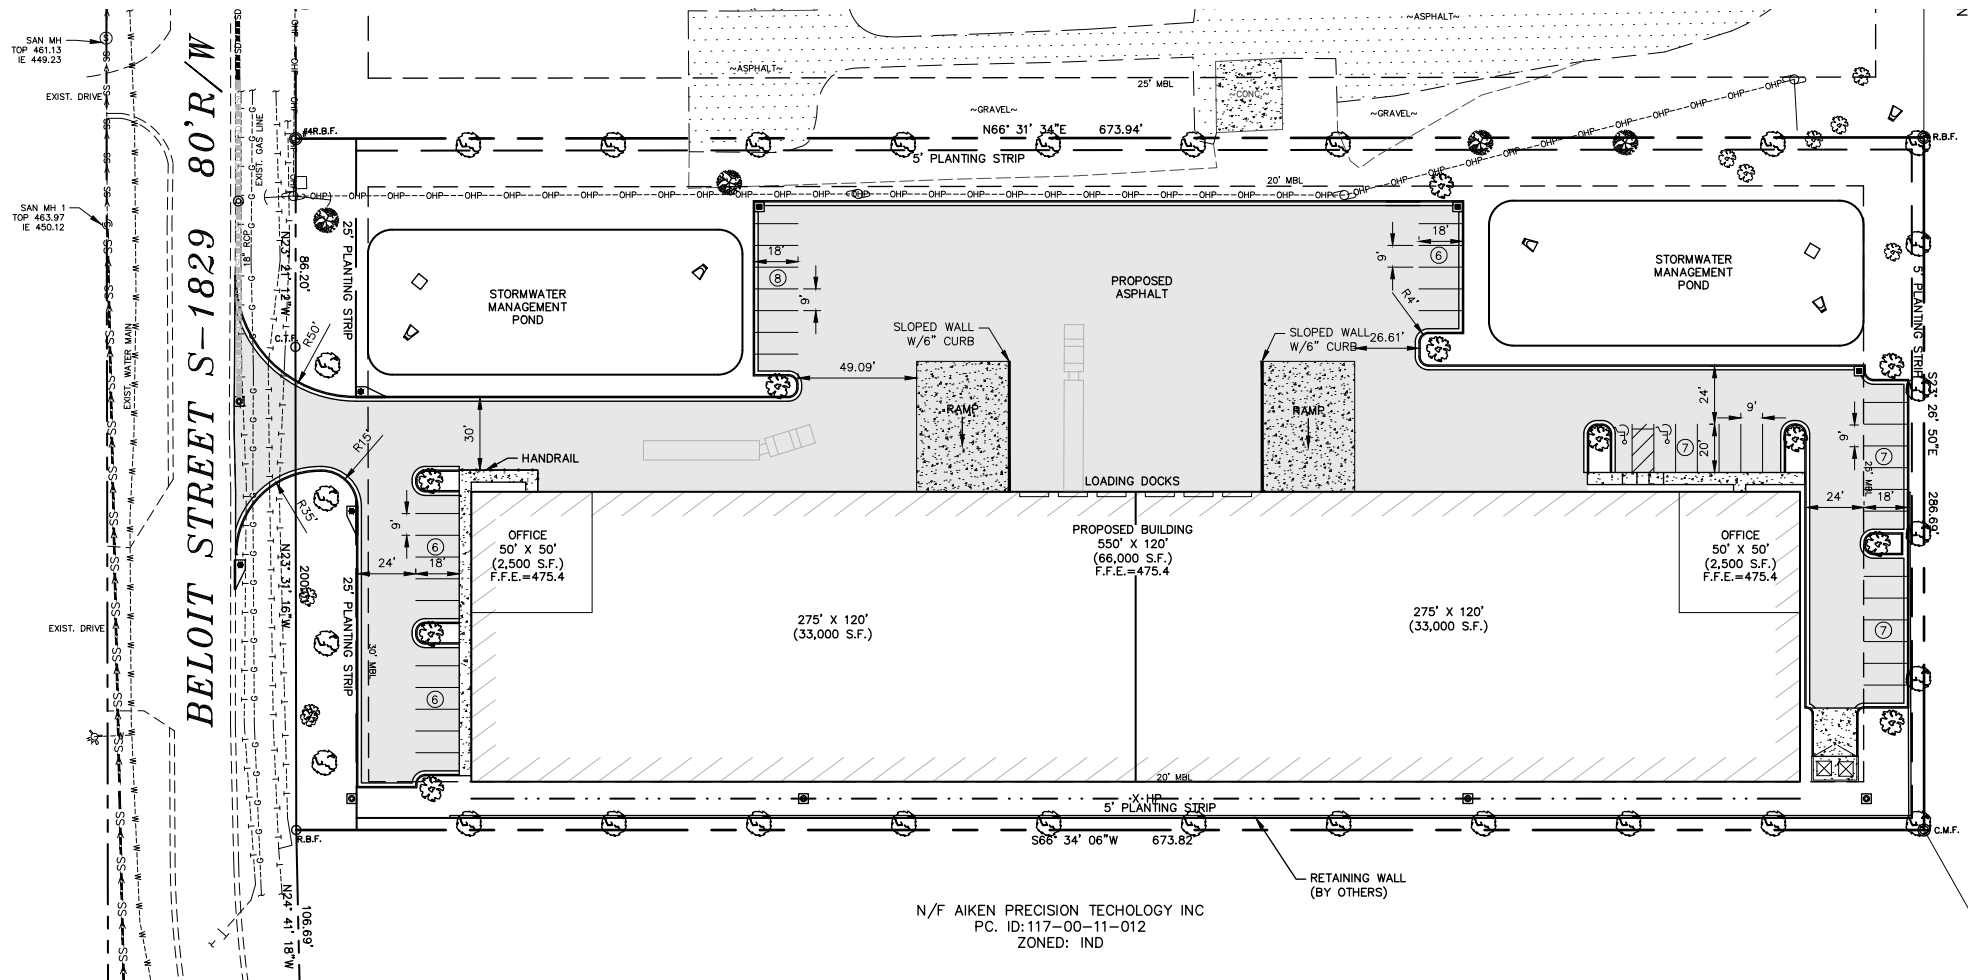 SAN MH
TOP 461.13
IE 449.23
EXIST. DRIVE
SAN MH 1
TOP 463.97
IE 450.12
EXIST. WATER MAIN
EXIST. DRIVE
BELOIT STREET S-1829 80'R/W
18" RCP
EXIST. GAS LINE
#4R.B.F.
N23° 21' 12"W
86.20'
C.T.F.
R50'
R15'
R35'
25' PLANTING STRIP
N23° 31' 16"W
25' PLANTING STRIP
30' MBL
R.B.F.
N24° 41' 18"W
106.69'
~ASPHALT~
~ASPHALT~
25' MBL
~CONC.~
~GRAVEL~
~GRAVEL~
N66° 31' 34"E 673.94'
5' PLANTING STRIP
20' MBL
OHP
R.B.F.
N
STORMWATER
MANAGEMENT
POND
18'
8
9'
PROPOSED
ASPHALT
18'
6
9'
R4'
STORMWATER
MANAGEMENT
POND
5' PLANTING STRIP
S23° 26' 50"E
286.69'
SLOPED WALL
W/6" CURB
SLOPED WALL
W/6" CURB
26.61'
49.09'
30'
RAMP
RAMP
HANDRAIL
LOADING DOCKS
24'
9'
20'
7
9'
7
25' MBL
24'
18'
7
OFFICE
50' X 50'
(2,500 S.F.)
F.F.E.=475.4
PROPOSED BUILDING
550' X 120'
(66,000 S.F.)
F.F.E.=475.4
OFFICE
50' X 50'
(2,500 S.F.)
F.F.E.=475.4
9'
6
24'
18'
6
275' X 120'
(33,000 S.F.)
275' X 120'
(33,000 S.F.)
20' MBL
X-HP
5' PLANTING STRIP
S66° 34' 06"W 673.82'
C.M.F.
RETAINING WALL
(BY OTHERS)
N/F AIKEN PRECISION TECHOLOGY INC
PC. ID:117-00-11-012
ZONED: IND